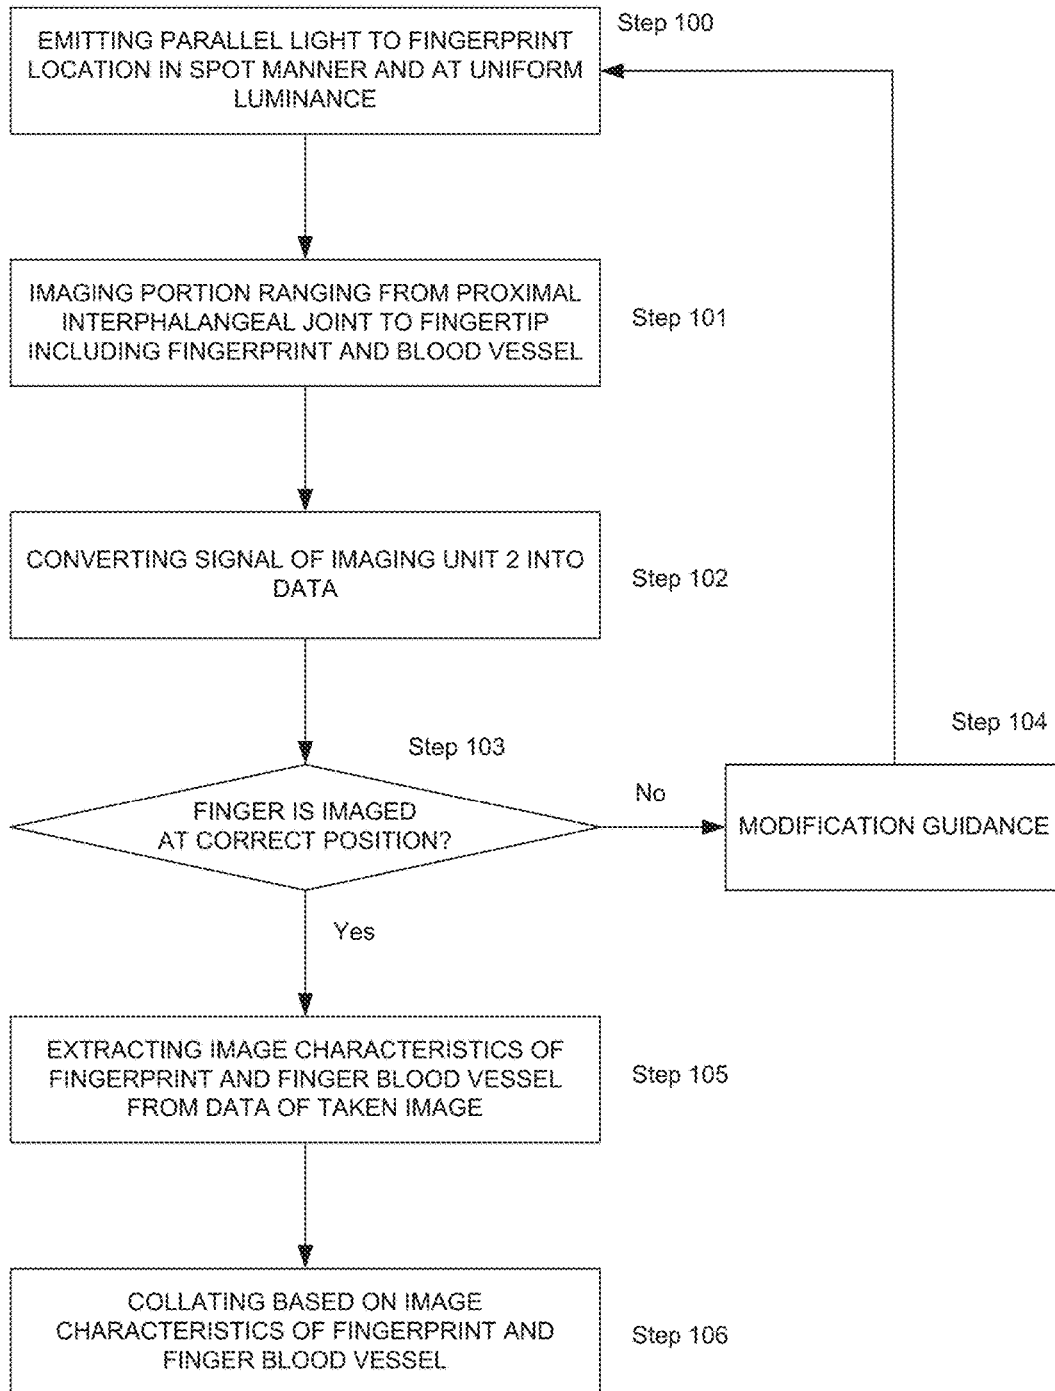 Step 100
EMITTING PARALLEL LIGHT TO FINGERPRINT
LOCATION IN SPOT MANNER AND AT UNIFORM
LUMINANCE
IMAGING PORTION RANGING FROM PROXIMAL
INTERPHALANGEAL JOINT TO FINGERTIP
INCLUDING FINGERPRINT AND BLOOD VESSEL
Step 101
CONVERTING SIGNAL OF IMAGING UNIT 2 INTO
DATA
Step 102
Step 103
FINGER IS IMAGED
AT CORRECT POSITION?
No
Step 104
MODIFICATION GUIDANCE
Yes
EXTRACTING IMAGE CHARACTERISTICS OF
FINGERPRINT AND FINGER BLOOD VESSEL
FROM DATA OF TAKEN IMAGE
Step 105
COLLATING BASED ON IMAGE
CHARACTERISTICS OF FINGERPRINT AND
FINGER BLOOD VESSEL
Step 106